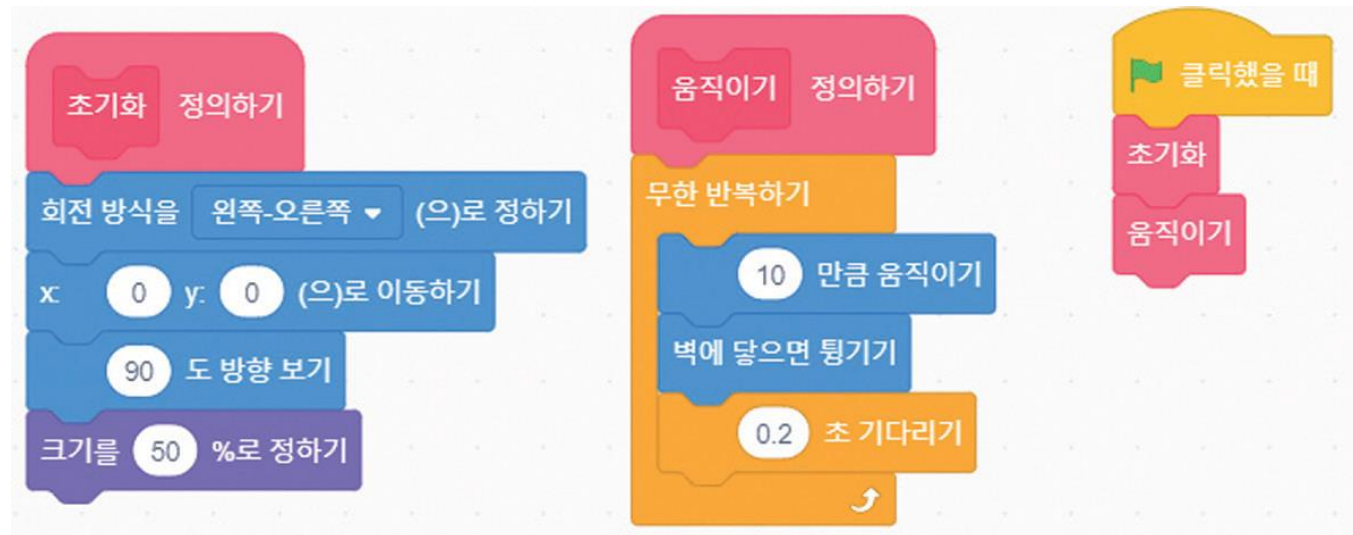 초기화 정의하기
회전 방식을 왼쪽-오른쪽 (으)로 정하기
x: 0 y: 0 (으)로 이동하기
90 도 방향 보기
크기를 50 %로 정하기
움직이기 정의하기
무한 반복하기
10 만큼 움직이기
벽에 닿으면 튕기기
0.2 초 기다리기
클릭했을 때
초기화
움직이기